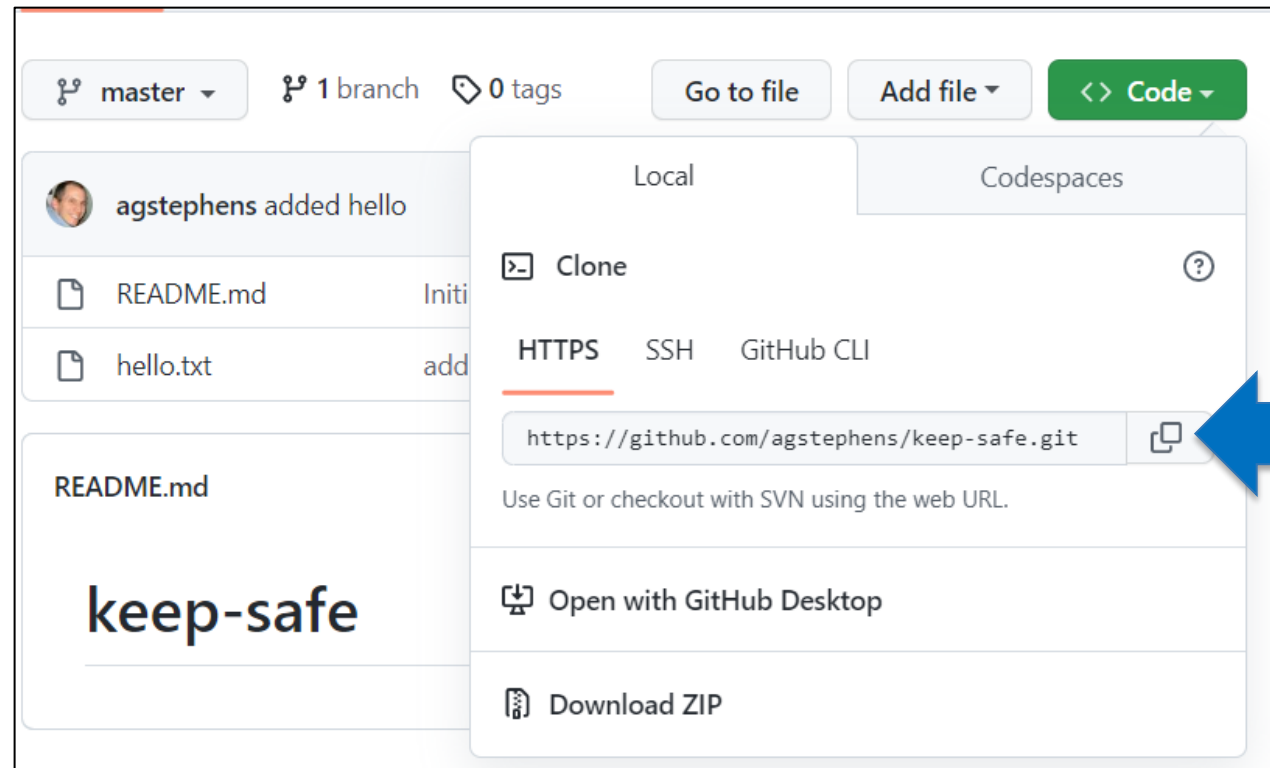 master 1 branch 0 tags Go to file Add file <> Code
Local Codespaces
agstephens added hello
Clone
README.md Initi
HTTPS SSH GitHub CLI
hello.txt add
https://github.com/agstephens/keep-safe.git
README.md
Use Git or checkout with SVN using the web URL.
keep-safe
Open with GitHub Desktop
Download ZIP